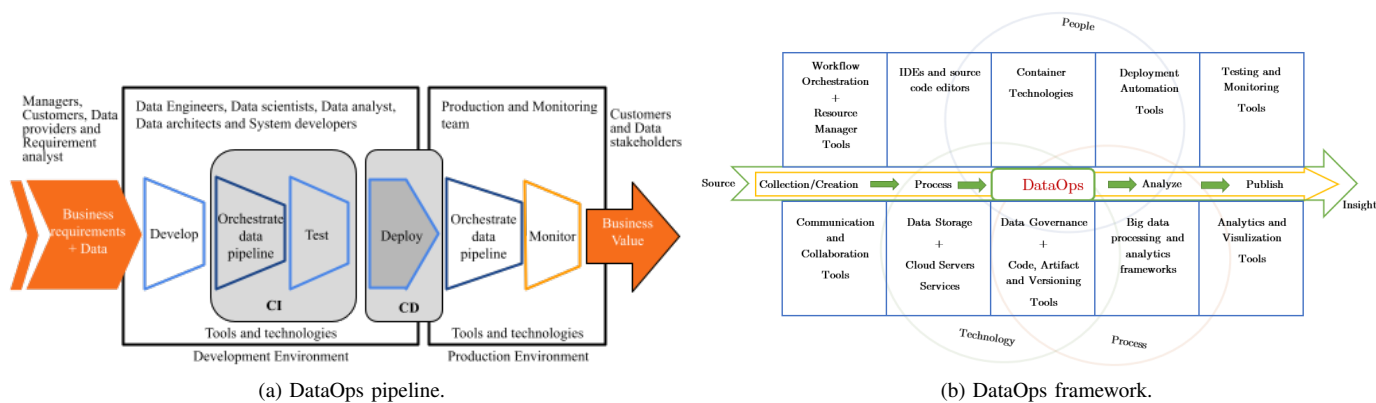 Managers,
Customers, Data
providers and
Requirement
analyst
Data Engineers, Data scientists, Data analyst,
Data architects and System developers
Production and Monitoring
team
Customers
and Data
stakeholders
Business
requirements
+ Data
Develop
Orchestrate
data
pipeline
Test
Deploy
Orchestrate
data
pipeline
Monitor
Business
Value
CI
CD
Tools and technologies
Tools and technologies
Development Environment
Production Environment
(a) DataOps pipeline.
People
Workflow
Orchestration
+
Resource
Manager
Tools
IDEs and source
code editors
Container
Technologies
Deployment
Automation
Tools
Testing and
Monitoring
Tools
Source
Collection/Creation
Process
DataOps
Analyze
Publish
Insight
Communication
and
Collaboration
Tools
Data Storage
+
Cloud Servers
Services
Data Governance
+
Code, Artifact
and Versioning
Tools
Big data
processing and
analytics
frameworks
Analytics and
Visulization
Tools
Technology
Process
(b) DataOps framework.